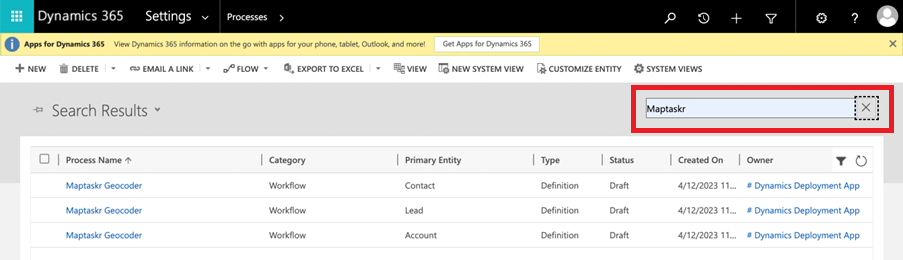 Dynamics 365 Settings Processes
Apps for Dynamics 365 View Dynamics 365 information on the go with apps for your phone, tablet, Outlook, and more! Get Apps for Dynamics 365
NEW DELETE EMAIL A LINK FLOW EXPORT TO EXCEL VIEW NEW SYSTEM VIEW CUSTOMIZE ENTITY SYSTEM VIEWS
Search Results Maptaskr
Process Name Category Primary Entity Type Status Created On Owner
Maptaskr Geocoder Workflow Contact Definition Draft 4/12/2023 11... # Dynamics Deployment App
Maptaskr Geocoder Workflow Lead Definition Draft 4/12/2023 11... # Dynamics Deployment App
Maptaskr Geocoder Workflow Account Definition Draft 4/12/2023 11... # Dynamics Deployment App